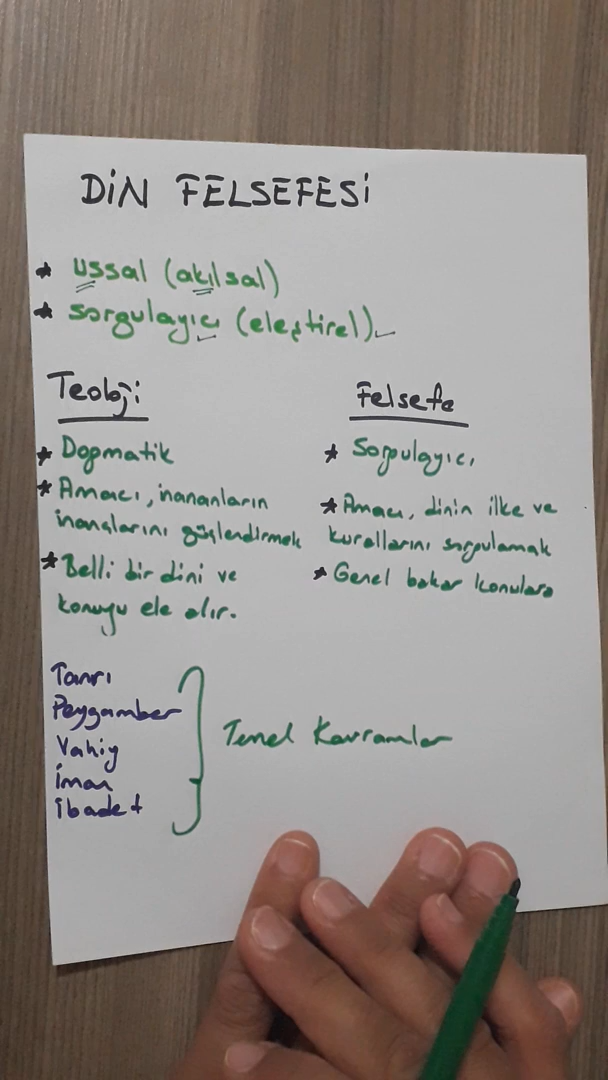 DİN FELSEFESİ
* ussal (akılsal)
* sorgulayıcı (eleştirel)
Teoloji
* Dogmatik
* Amacı, inananların
inançlarını güçlendirmek
* Belli bir dini ve
konuyu ele alır.
Felsefe
* Sorgulayıcı
* Amacı, dinin ilke ve
kurallarını sorgulamak
* Genel bakar konulara
Tanrı
Peygamber
Vahiy
İman
İbadet
Temel Kavramlar